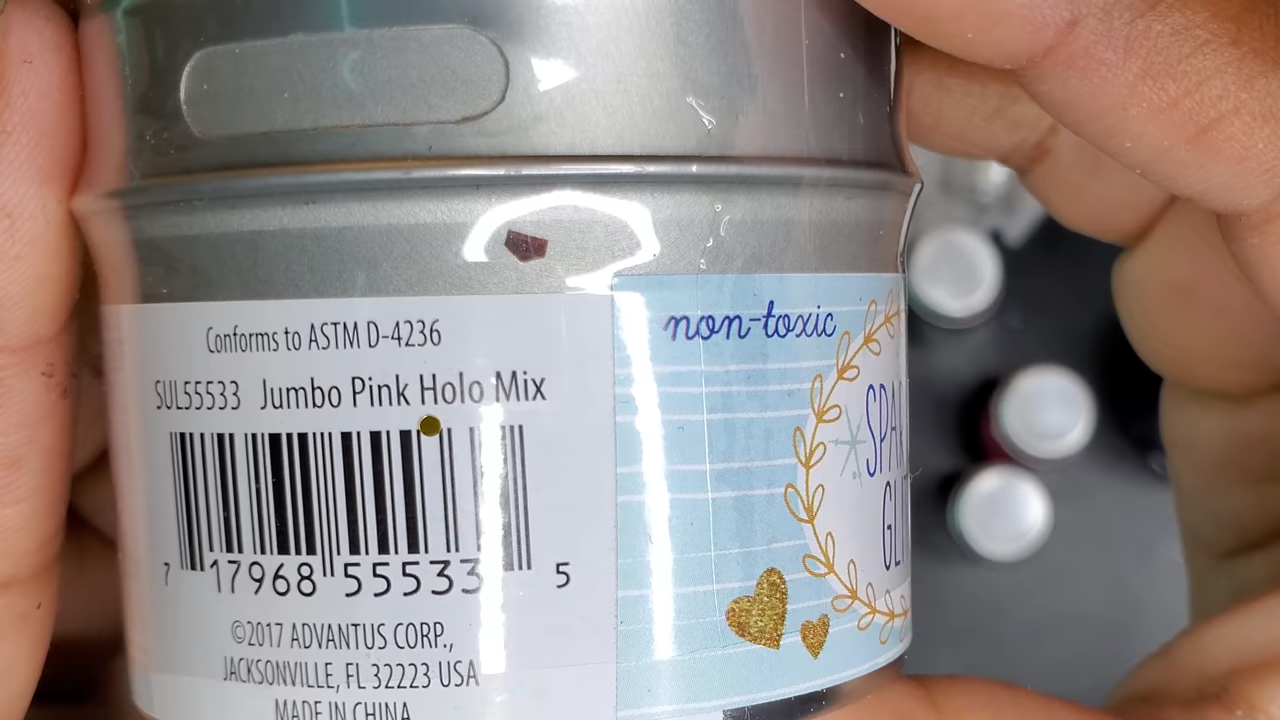 Conforms to ASTM D-4236
SUL55533 Jumbo Pink Holo Mix
7 17968 55533 5
©2017 ADVANTUS CORP.,
JACKSONVILLE, FL 32223 USA
MADE IN CHINA
non-toxic
SPAR
GLI